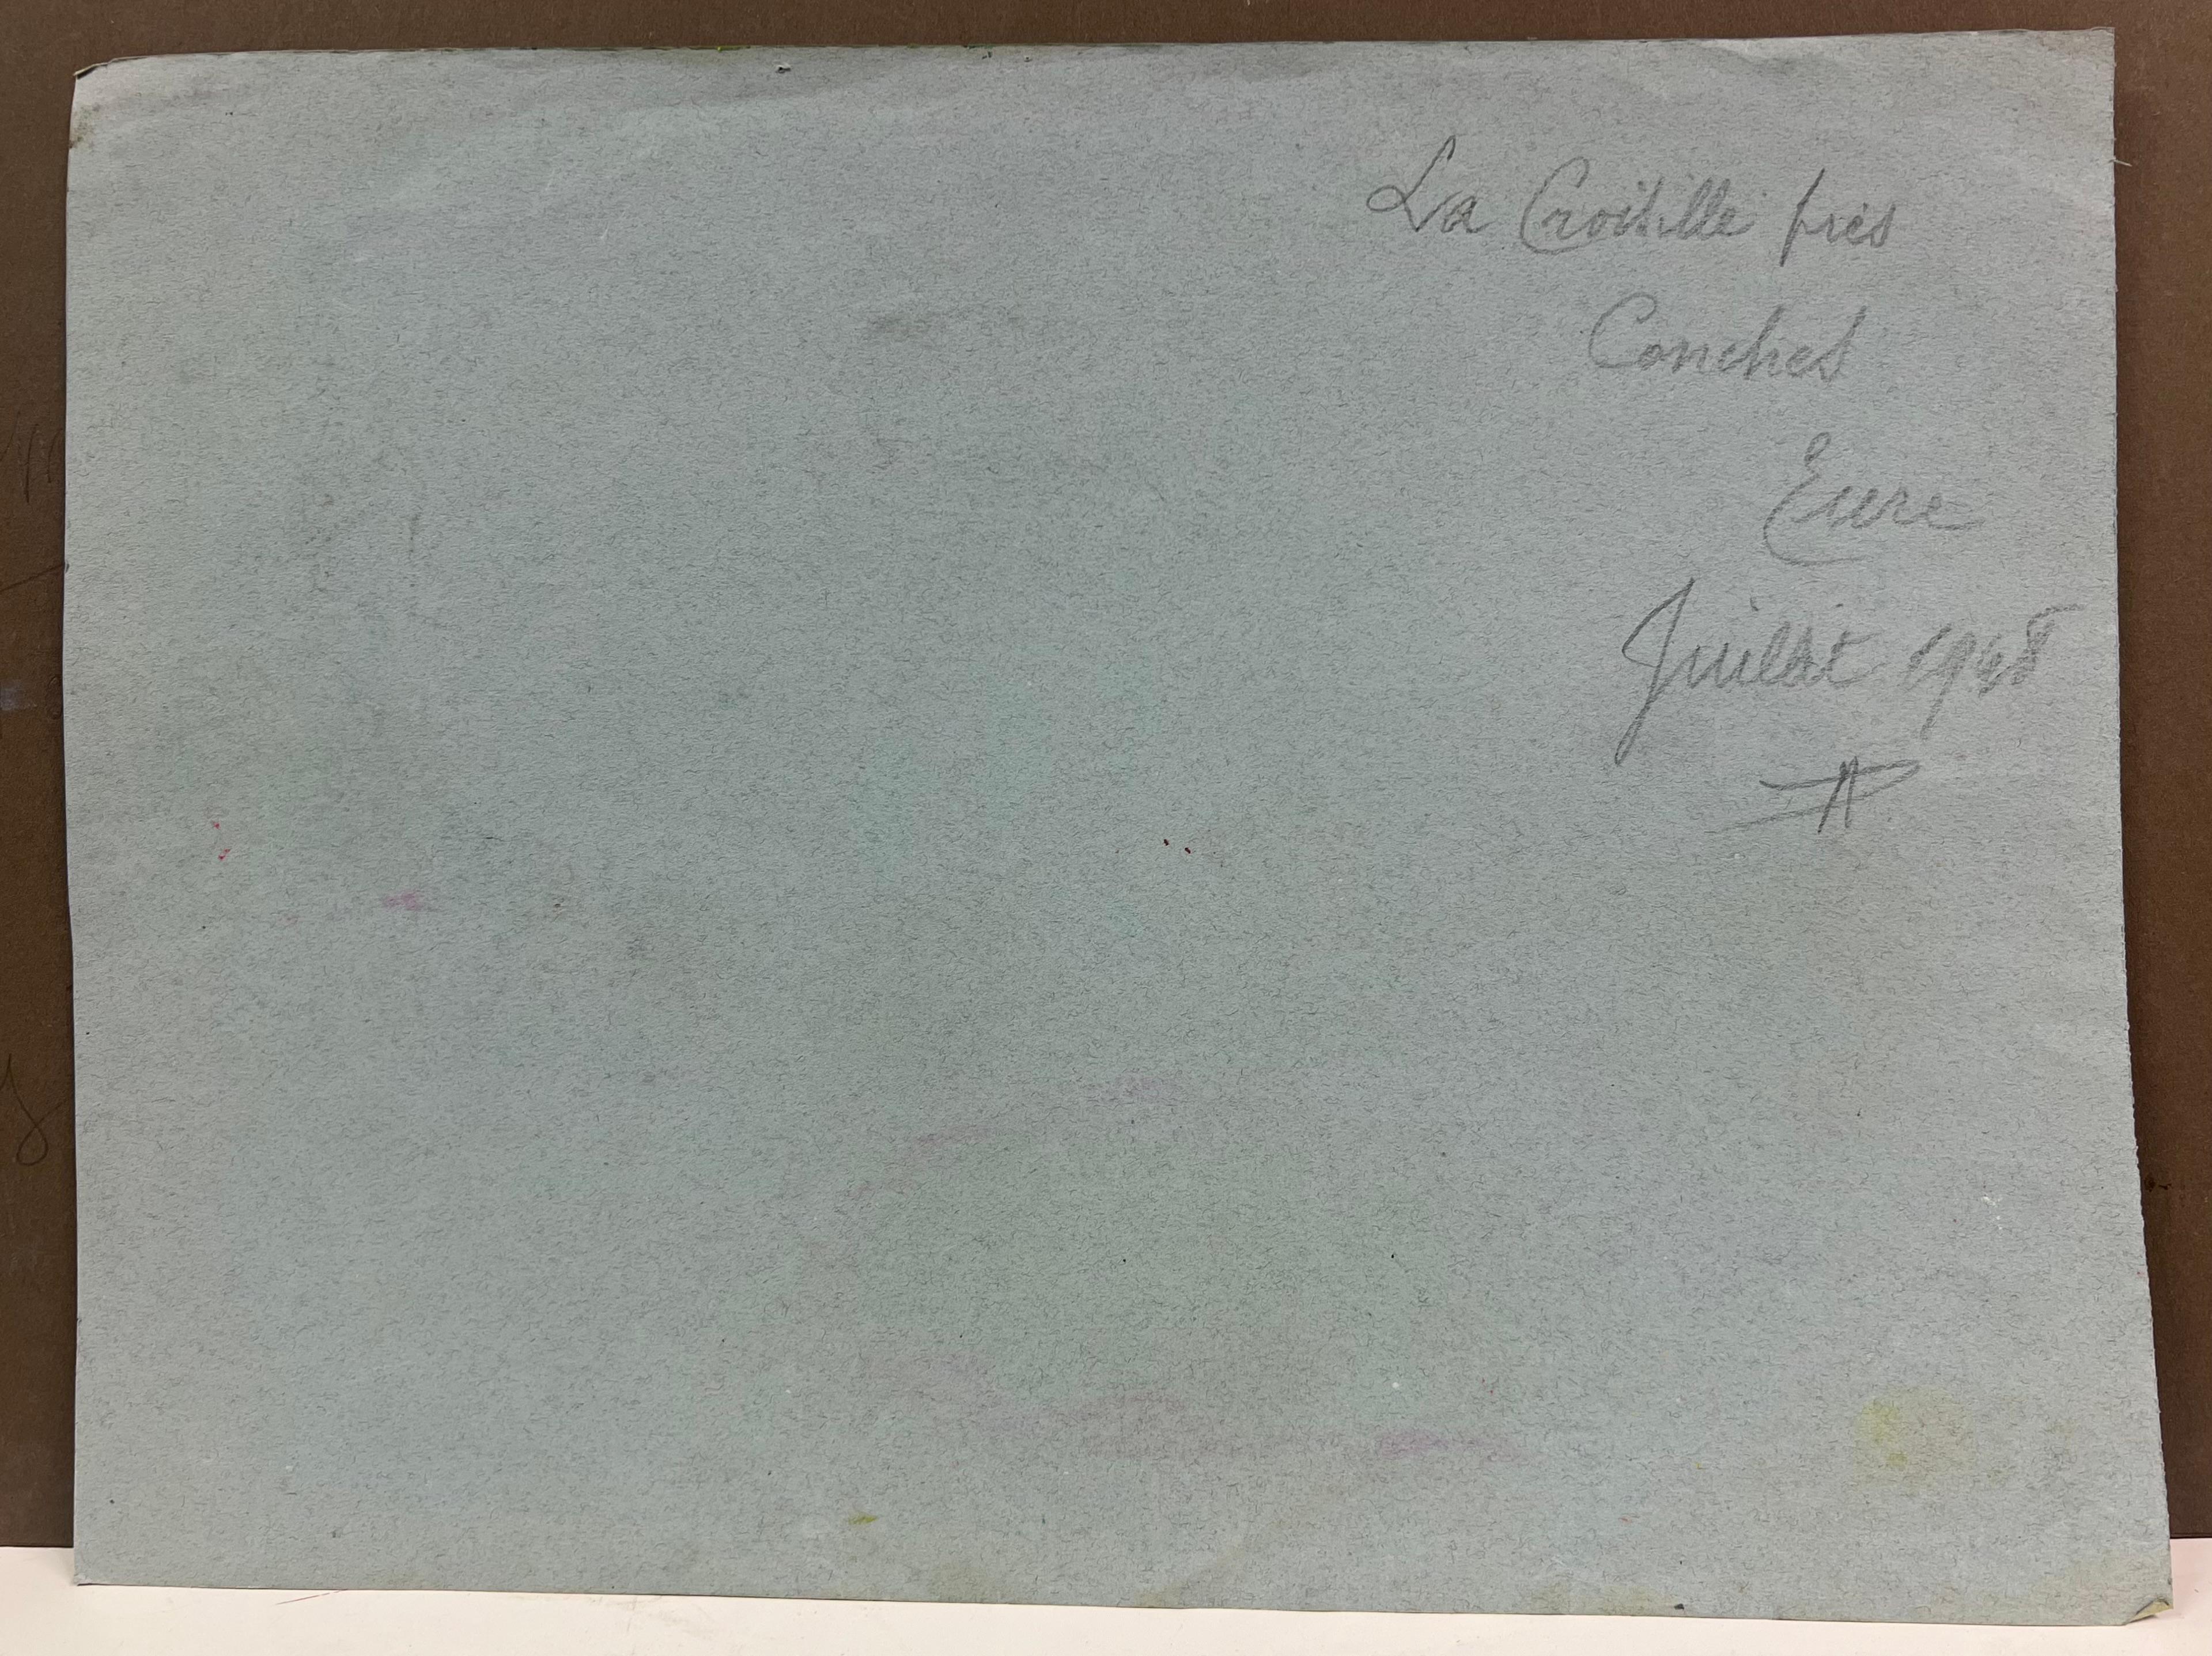 La Croisille près
Conches
Eure
Juillet 1948